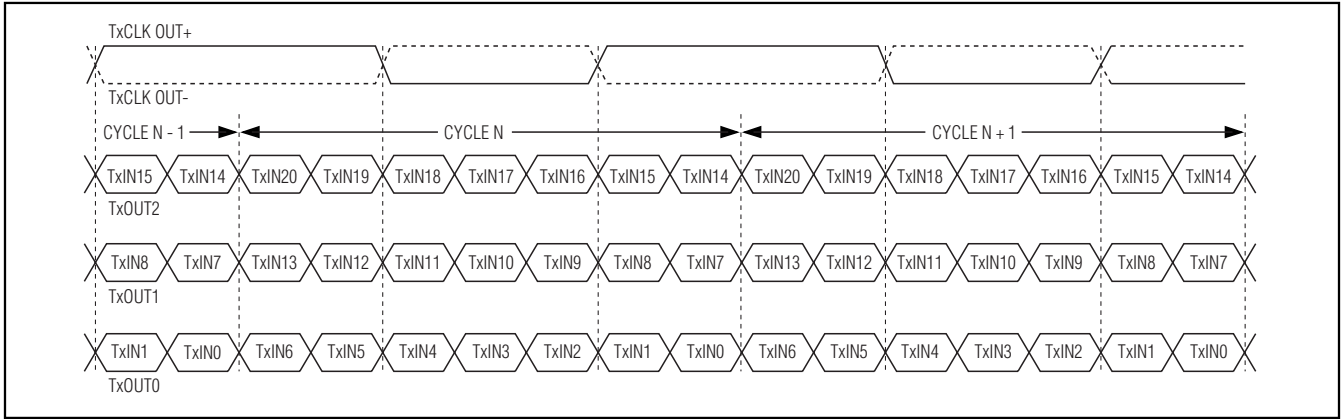 TxCLK OUT+
TxCLK OUT-
CYCLE N - 1 CYCLE N CYCLE N + 1
TxIN15 TxIN14 TxIN20 TxIN19 TxIN18 TxIN17 TxIN16 TxIN15 TxIN14 TxIN20 TxIN19 TxIN18 TxIN17 TxIN16 TxIN15 TxIN14
TxOUT2
TxIN8 TxIN7 TxIN13 TxIN12 TxIN11 TxIN10 TxIN9 TxIN8 TxIN7 TxIN13 TxIN12 TxIN11 TxIN10 TxIN9 TxIN8 TxIN7
TxOUT1
TxIN1 TxIN0 TxIN6 TxIN5 TxIN4 TxIN3 TxIN2 TxIN1 TxIN0 TxIN6 TxIN5 TxIN4 TxIN3 TxIN2 TxIN1 TxIN0
TxOUT0